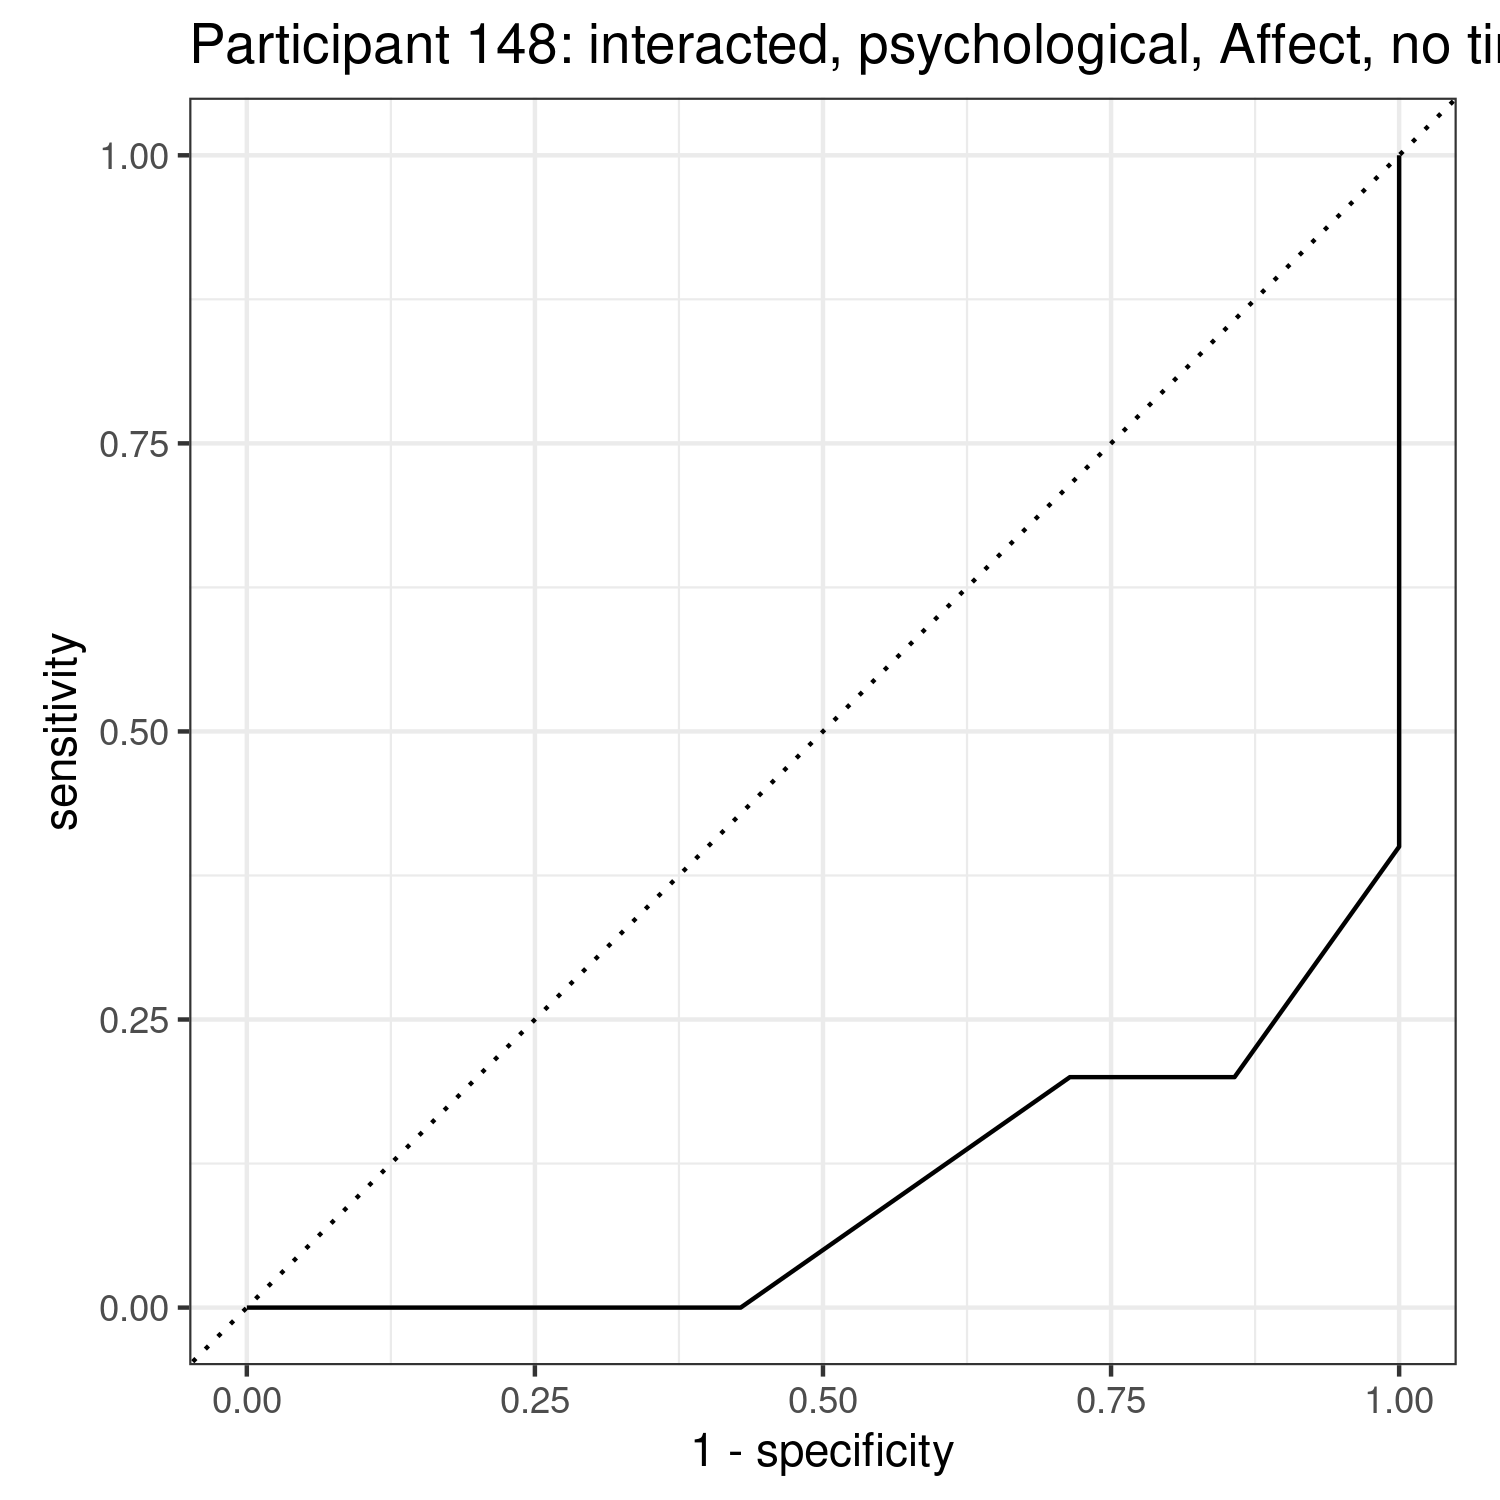 Participant 148: interacted, psychological, Affect, no
1.00
0.75
0.50
0.25
0.00
sensitivity
0.00 0.25 0.50 0.75 1.00
1 - specificity